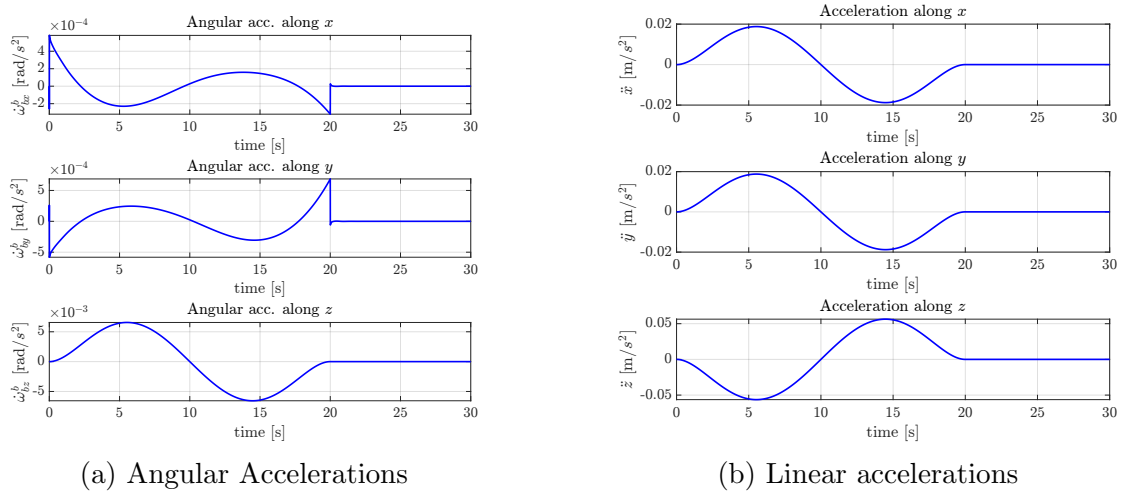 ×10⁻⁴
Angular acc. along x
ω̇ᵇbx [rad/s²]
4
2
0
-2
0 5 10 15 20 25 30
time [s]
×10⁻⁴
Angular acc. along y
ω̇ᵇby [rad/s²]
5
0
-5
0 5 10 15 20 25 30
time [s]
×10⁻³
Angular acc. along z
ω̇ᵇbz [rad/s²]
5
0
-5
0 5 10 15 20 25 30
time [s]
(a) Angular Accelerations
Acceleration along x
ẍ [m/s²]
0.02
0
-0.02
0 5 10 15 20 25 30
time [s]
Acceleration along y
ÿ [m/s²]
0.02
0
-0.02
0 5 10 15 20 25 30
time [s]
Acceleration along z
z̈ [m/s²]
0.05
0
-0.05
0 5 10 15 20 25 30
time [s]
(b) Linear accelerations